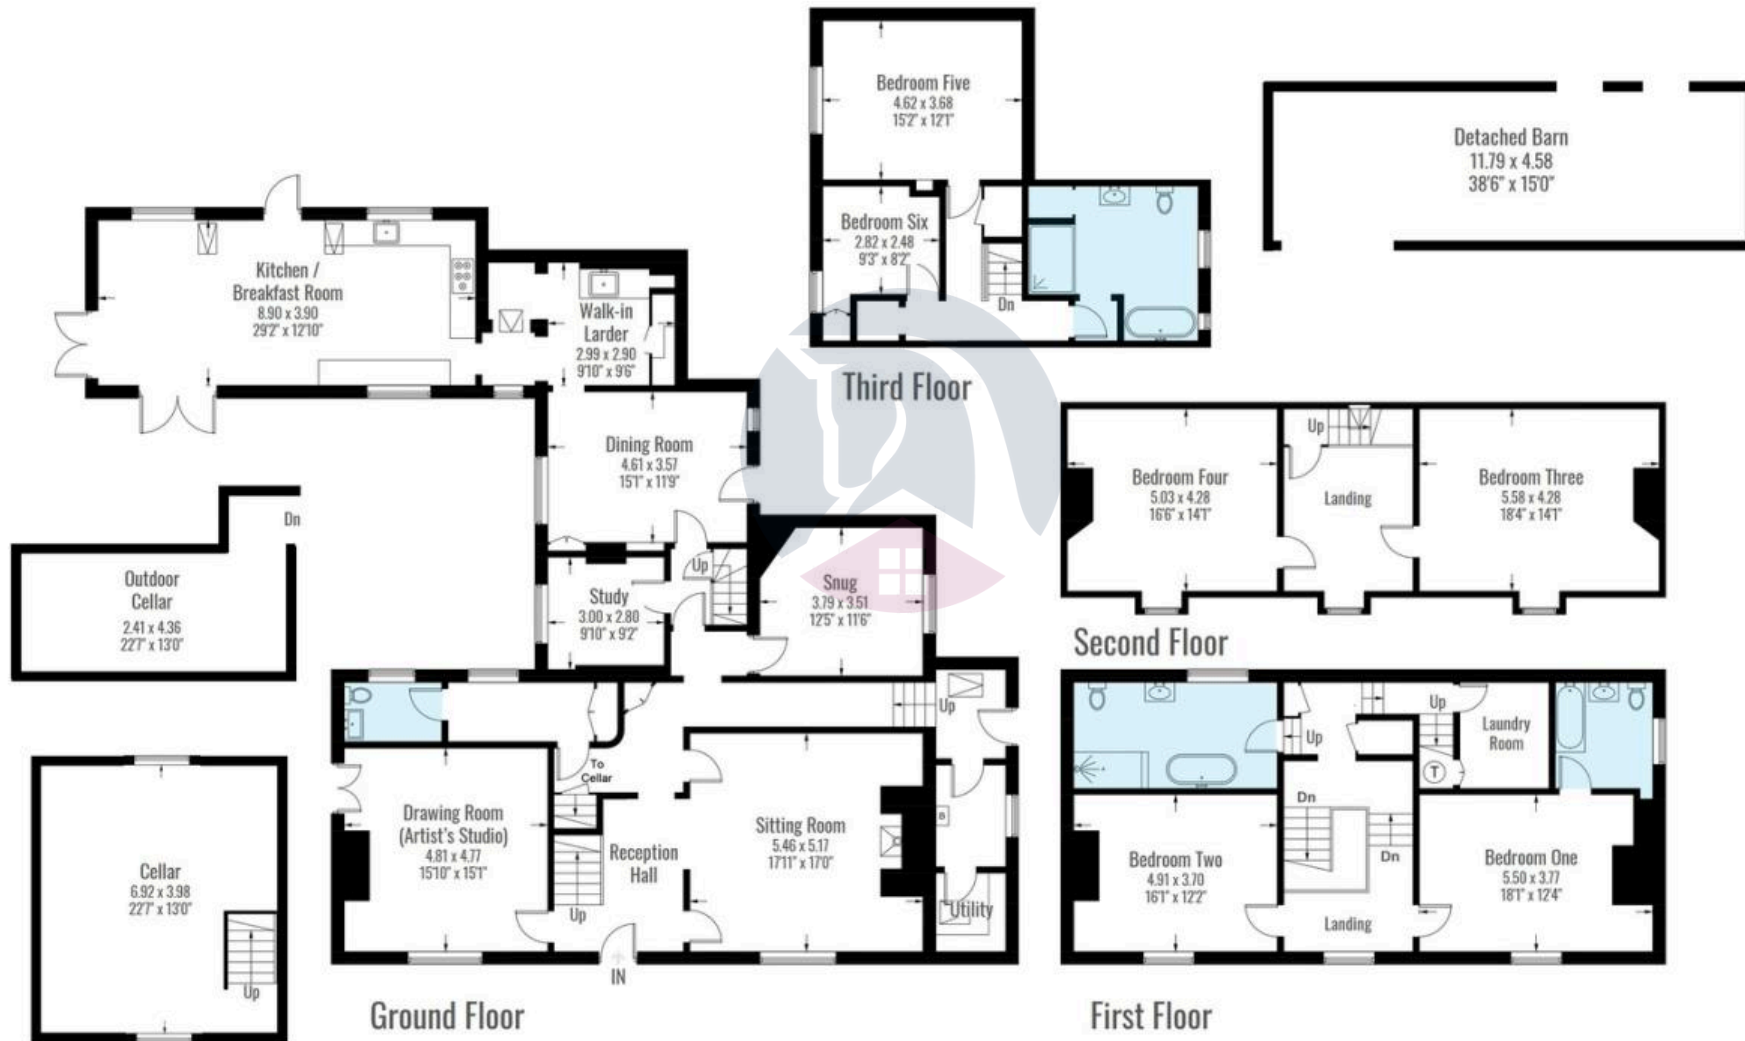 Bedroom Five
4.62 x 3.68
15'2" x 12'1"
Bedroom Six
2.82 x 2.48
9'3" x 8'2"
Dn
Third Floor
Detached Barn
11.79 x 4.58
38'6" x 15'0"
Kitchen /
Breakfast Room
8.90 x 3.90
29'2" x 12'10"
Walk-in
Larder
2.99 x 2.90
9'10" x 9'6"
Dining Room
4.61 x 3.57
15'1" x 11'9"
Up
Study
3.00 x 2.80
9'10" x 9'2"
Snug
3.79 x 3.51
12'5" x 11'6"
Up
To
Cellar
Drawing Room
(Artist's Studio)
4.81 x 4.77
15'10" x 15'1"
Reception
Hall
Up
Sitting Room
5.46 x 5.17
17'11" x 17'0"
B
Utility
IN
Ground Floor
Dn
Outdoor
Cellar
2.41 x 4.36
22'7" x 13'0"
Cellar
6.92 x 3.98
22'7" x 13'0"
Up
Bedroom Four
5.03 x 4.28
16'6" x 14'1"
Up
Landing
Bedroom Three
5.58 x 4.28
18'4" x 14'1"
Second Floor
Up
Up
Laundry
Room
T
Dn
Dn
Bedroom Two
4.91 x 3.70
16'1" x 12'2"
Landing
Bedroom One
5.50 x 3.77
18'1" x 12'4"
First Floor